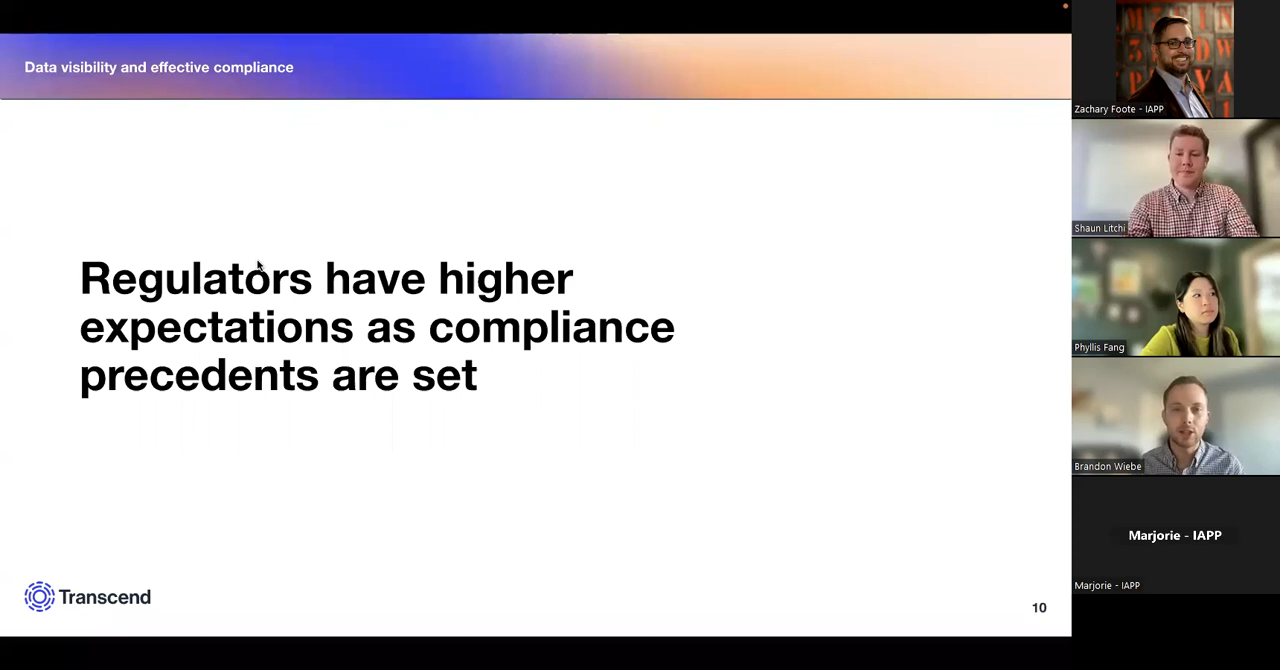 Data visibility and effective compliance
Regulators have higher
expectations as compliance
precedents are set
Transcend
10
Zachary Foote - IAPP
Shaun Litchi
Phyllis Fang
Brandon Wiebe
Marjorie - IAPP
Marjorie - IAPP